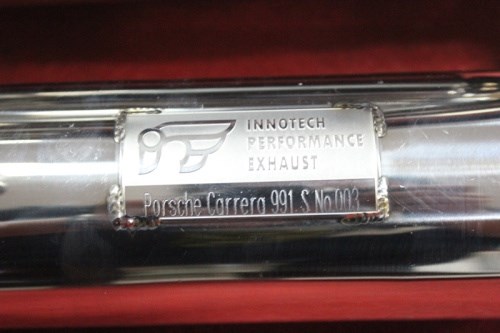 INNOTECH
PERFORMANCE
EXHAUST
Porsche Carrera 991 S No.003